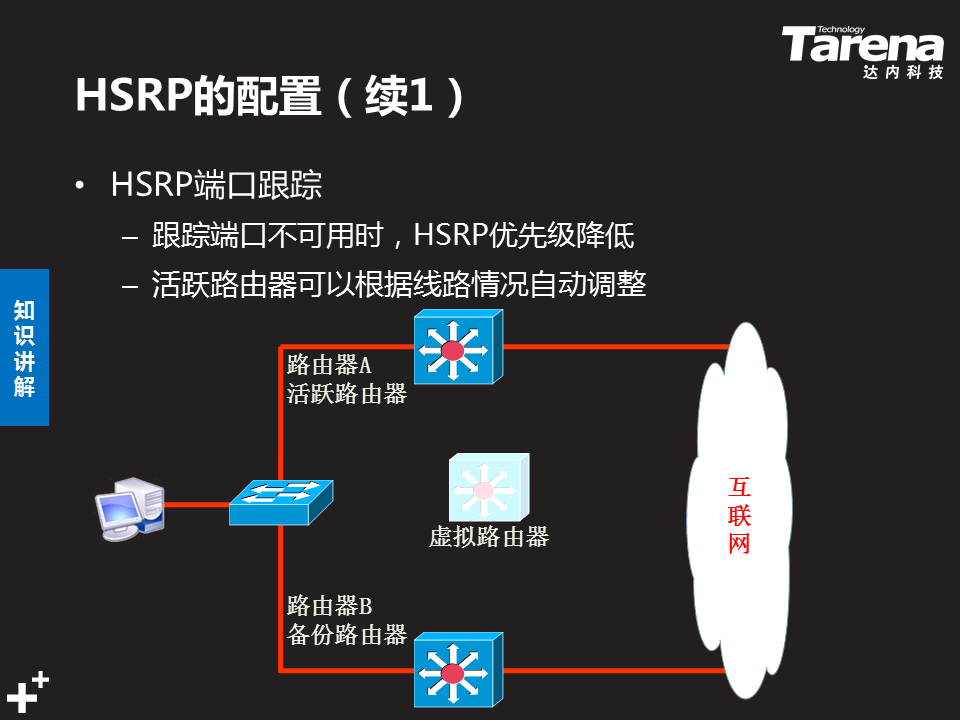 Technology
Tarena
达内科技
HSRP的配置（续1）
• HSRP端口跟踪
– 跟踪端口不可用时，HSRP优先级降低
– 活跃路由器可以根据线路情况自动调整
知识讲解
路由器A
活跃路由器
虚拟路由器
互联网
路由器B
备份路由器